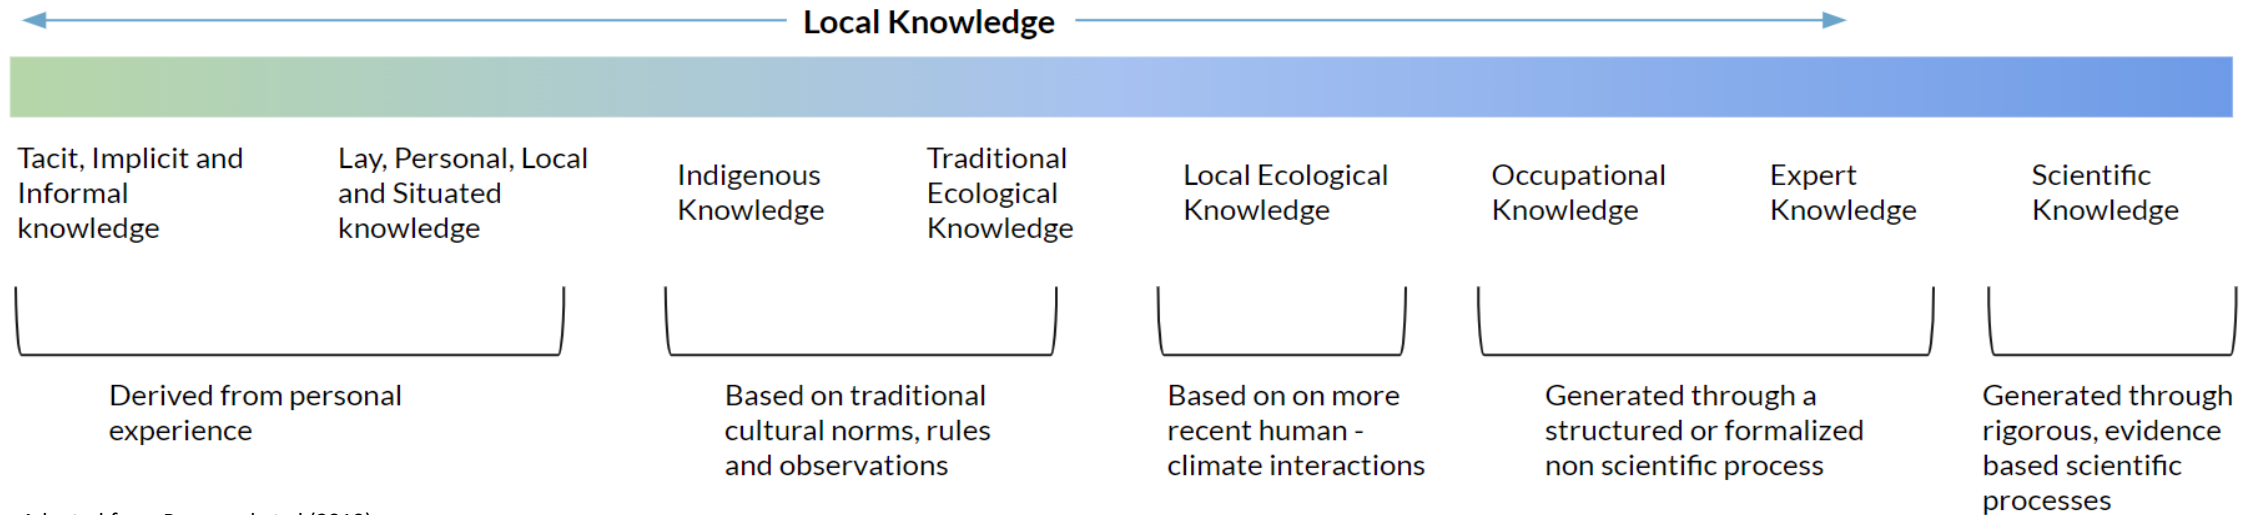 Local Knowledge
Tacit, Implicit and
Informal
knowledge
Lay, Personal, Local
and Situated
knowledge
Indigenous
Knowledge
Traditional
Ecological
Knowledge
Local Ecological
Knowledge
Occupational
Knowledge
Expert
Knowledge
Scientific
Knowledge
Derived from personal
experience
Based on traditional
cultural norms, rules
and observations
Based on on more
recent human -
climate interactions
Generated through a
structured or formalized
non scientific process
Generated through
rigorous, evidence
based scientific
processes